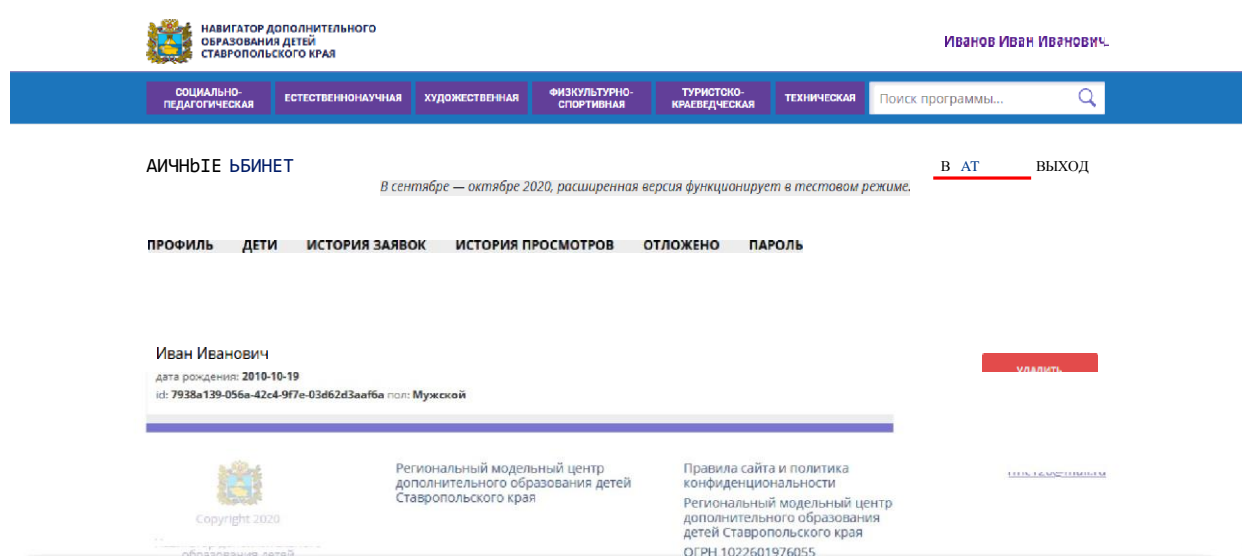 НАВИГАТОР ДОПОЛНИТЕЛЬНОГО
ОБРАЗОВАНИЯ ДЕТЕЙ
СТАВРОПОЛЬСКОГО КРАЯ
Иванов Иван Иванович
СОЦИАЛЬНО-
ПЕДАГОГИЧЕСКАЯ
ЕСТЕСТВЕННОНАУЧНАЯ
ХУДОЖЕСТВЕННАЯ
ФИЗКУЛЬТУРНО-
СПОРТИВНАЯ
ТУРИСТСКО-
КРАЕВЕДЧЕСКАЯ
ТЕХНИЧЕСКАЯ
Поиск программы...
АИЧНЫЕ ЬБИНЕТ
В АТ
ВЫХОД
В сентябре — октябре 2020, расширенная версия функционирует в тестовом режиме.
ПРОФИЛЬ ДЕТИ ИСТОРИЯ ЗАЯВОК ИСТОРИЯ ПРОСМОТРОВ ОТЛОЖЕНО ПАРОЛЬ
Иван Иванович
дата рождения: 2010-10-19
id: 7938a139-056a-42c4-9f7e-03d62d3aaf6a пол: Мужской
УДАЛИТЬ
Copyright 2020
образования детей
Региональный модельный центр
дополнительного образования детей
Ставропольского края
Правила сайта и политика
конфиденциональности
Региональный модельный центр
дополнительного образования
детей Ставропольского края
ОГРН 1022601976055